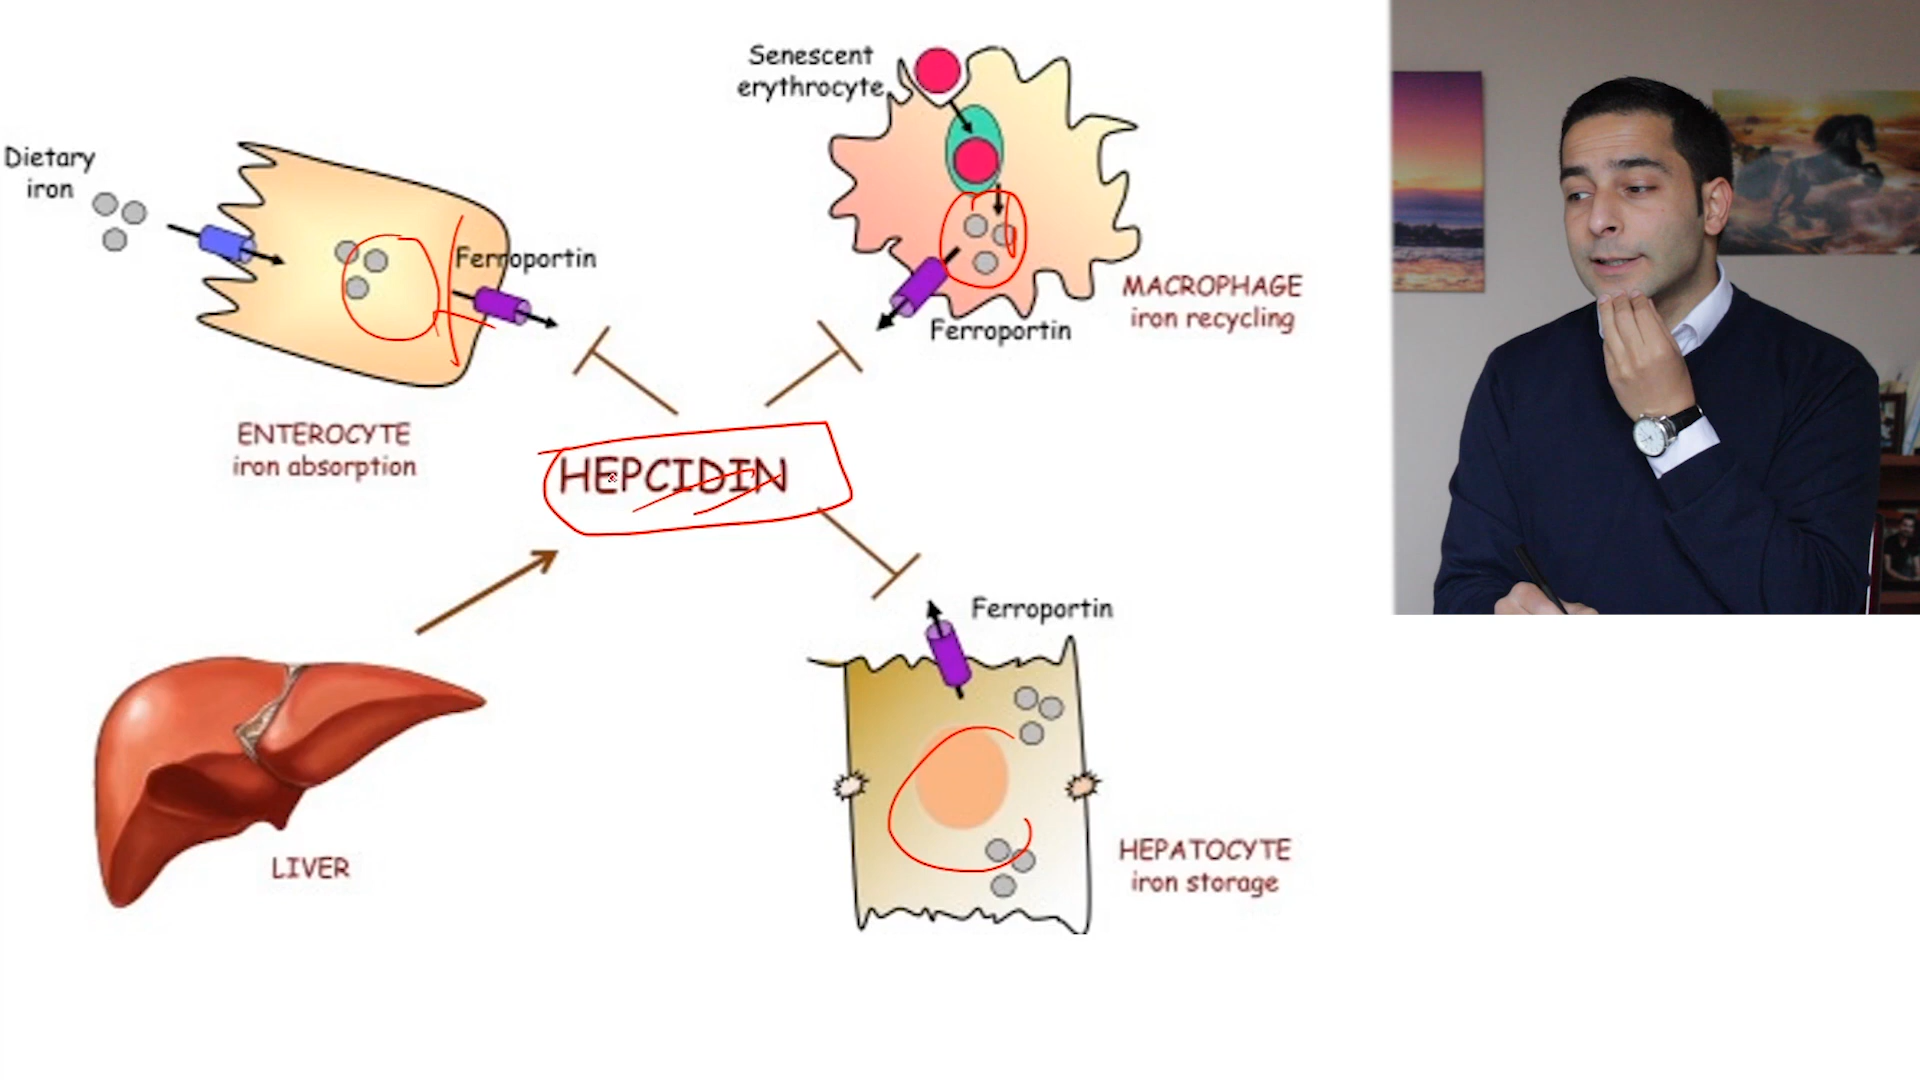 Senescent
erythrocyte
Dietary
iron
Ferroportin
MACROPHAGE
iron recycling
Ferroportin
ENTEROCYTE
iron absorption
HEPCIDIN
Ferroportin
LIVER
HEPATOCYTE
iron storage